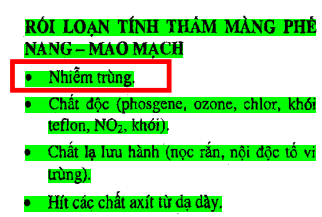 RỐI LOẠN TÍNH THẤM MÀNG PHẾ
NANG – MAO MẠCH
• Nhiễm trùng.
• Chất độc (phosgene, ozone, chlor, khói
teflon, NO₂, khói).
• Chất lạ lưu hành (nọc rắn, nội độc tố vi
trùng).
• Hít các chất axít từ dạ dày.